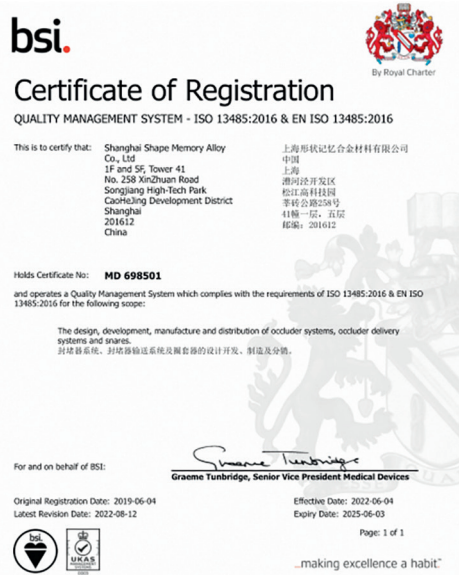 bsi.
By Royal Charter
Certificate of Registration
QUALITY MANAGEMENT SYSTEM - ISO 13485:2016 & EN ISO 13485:2016
This is to certify that:
Shanghai Shape Memory Alloy
Co., Ltd
1F and 5F, Tower 41
No. 258 XinZhuan Road
Songjiang High-Tech Park
CaoHeJing Development District
Shanghai
201612
China
上海形状记忆合金材料有限公司
中国
上海
漕河泾开发区
松江高科技园
莘砖公路258号
41幢一层，五层
邮编：201612
Holds Certificate No: MD 698501
and operates a Quality Management System which complies with the requirements of ISO 13485:2016 & EN ISO
13485:2016 for the following scope:
The design, development, manufacture and distribution of occluder systems, occluder delivery
systems and snares.
封堵器系统、封堵器输送系统及圈套器的设计开发、制造及分销。
For and on behalf of BSI:
Graeme Tunbridge
Graeme Tunbridge, Senior Vice President Medical Devices
Original Registration Date: 2019-06-04
Effective Date: 2022-06-04
Latest Revision Date: 2022-08-12
Expiry Date: 2025-06-03
Page: 1 of 1
bsi.
UKAS
MANAGEMENT
SYSTEMS
...making excellence a habit.™